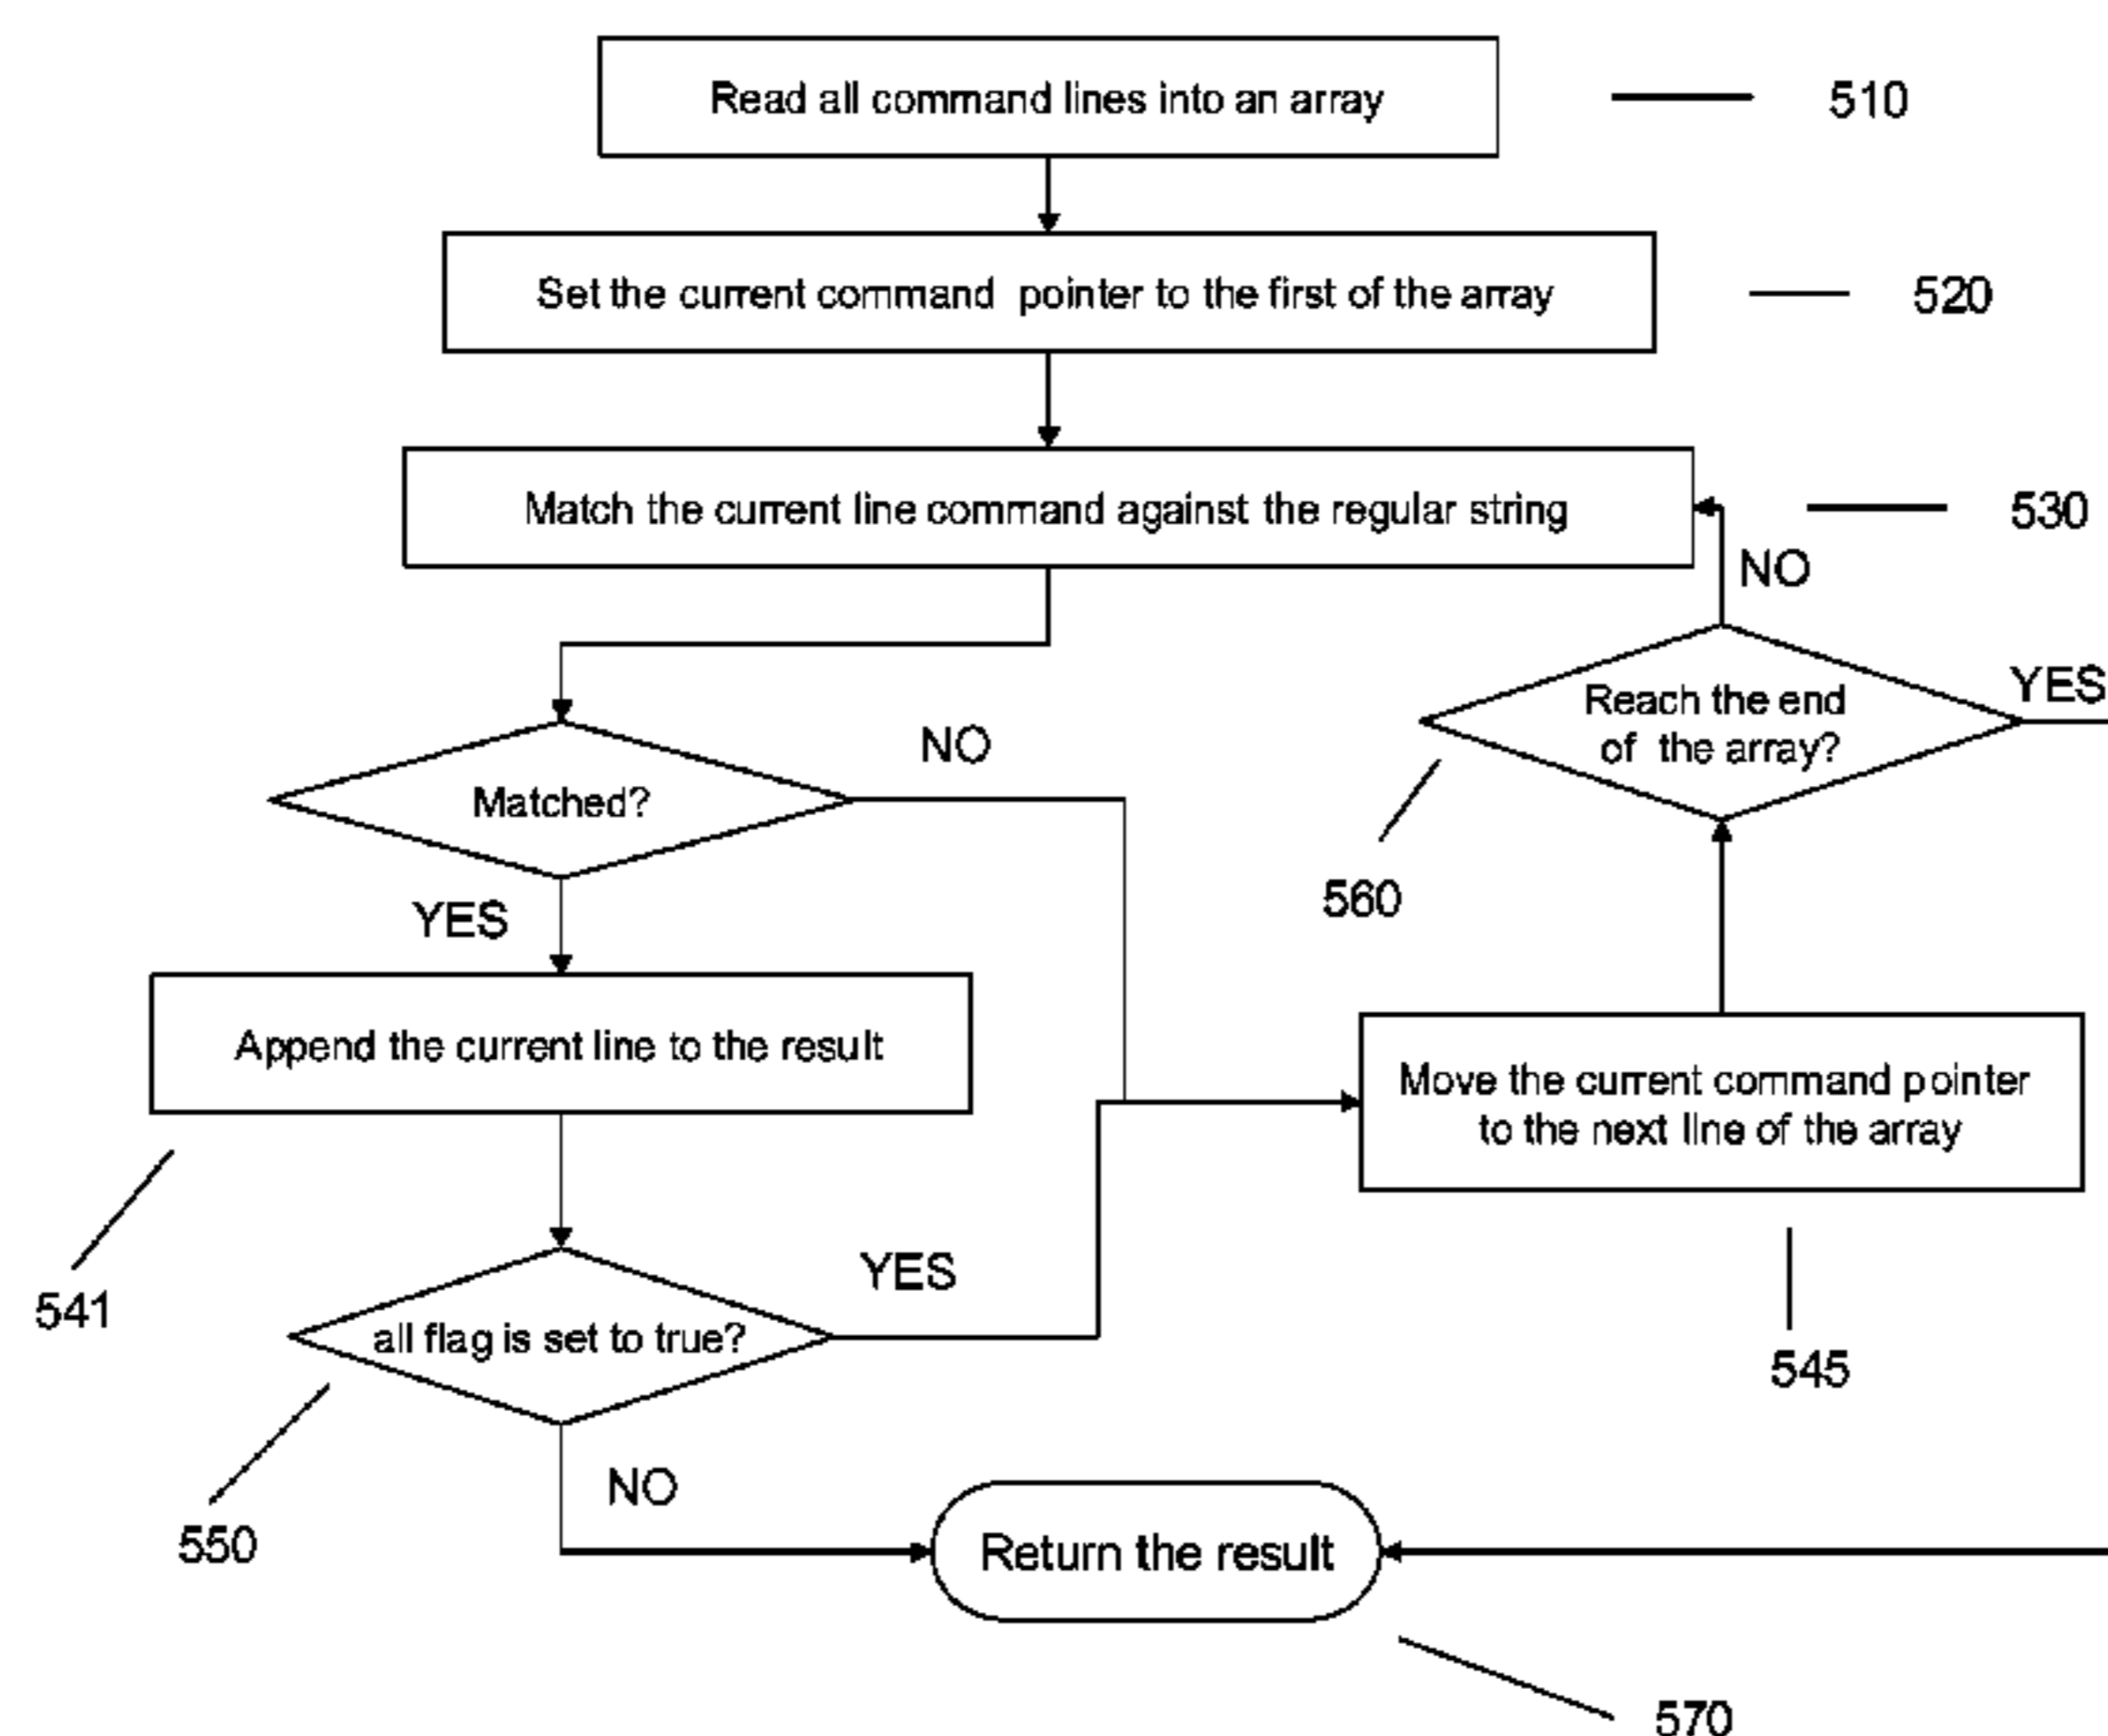 Read all command lines into an array
510
Set the current command pointer to the first of the array
520
Match the current line command against the regular string
530
NO
Reach the end
of the array?
YES
560
Matched?
NO
YES
Append the current line to the result
541
Move the current command pointer
to the next line of the array
545
all flag is set to true?
YES
550
NO
Return the result
570